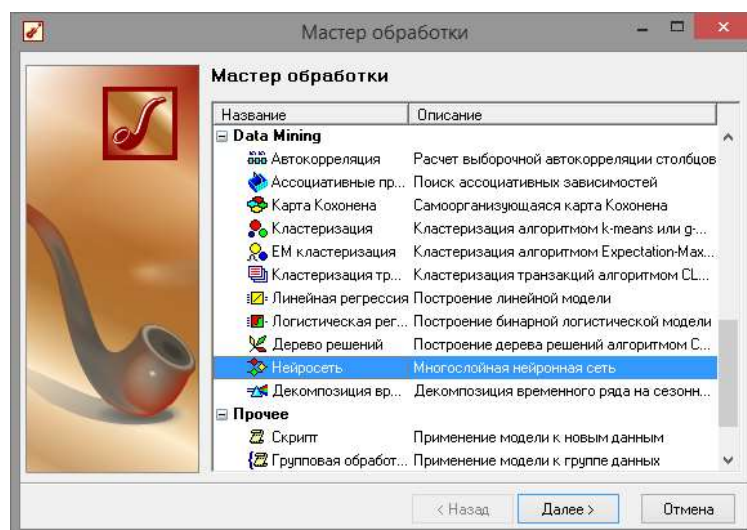 Мастер обработки
Мастер обработки
Название Описание
Data Mining
Автокорреляция Расчет выборочной автокорреляции столбцов
Ассоциативные пр... Поиск ассоциативных зависимостей
Карта Кохонена Самоорганизующаяся карта Кохонена
Кластеризация Кластеризация алгоритмом k-means или g-...
EM кластеризация Кластеризация алгоритмом Expectation-Max...
Кластеризация тр... Кластеризация транзакций алгоритмом CL...
Линейная регрессия Построение линейной модели
Логистическая рег... Построение бинарной логистической модели
Дерево решений Построение дерева решений алгоритмом C...
Нейросеть Многослойная нейронная сеть
Декомпозиция вр... Декомпозиция временного ряда на сезонн...
Прочее
Скрипт Применение модели к новым данным
Групповая обработ... Применение модели к группе данных
< Назад Далее > Отмена